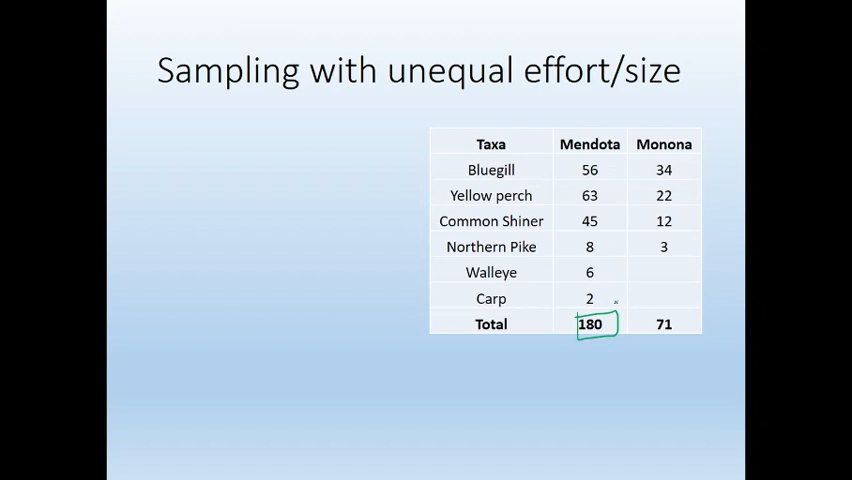 Sampling with unequal effort/size
Taxa Mendota Monona
Bluegill 56 34
Yellow perch 63 22
Common Shiner 45 12
Northern Pike 8 3
Walleye 6
Carp 2
Total 180 71